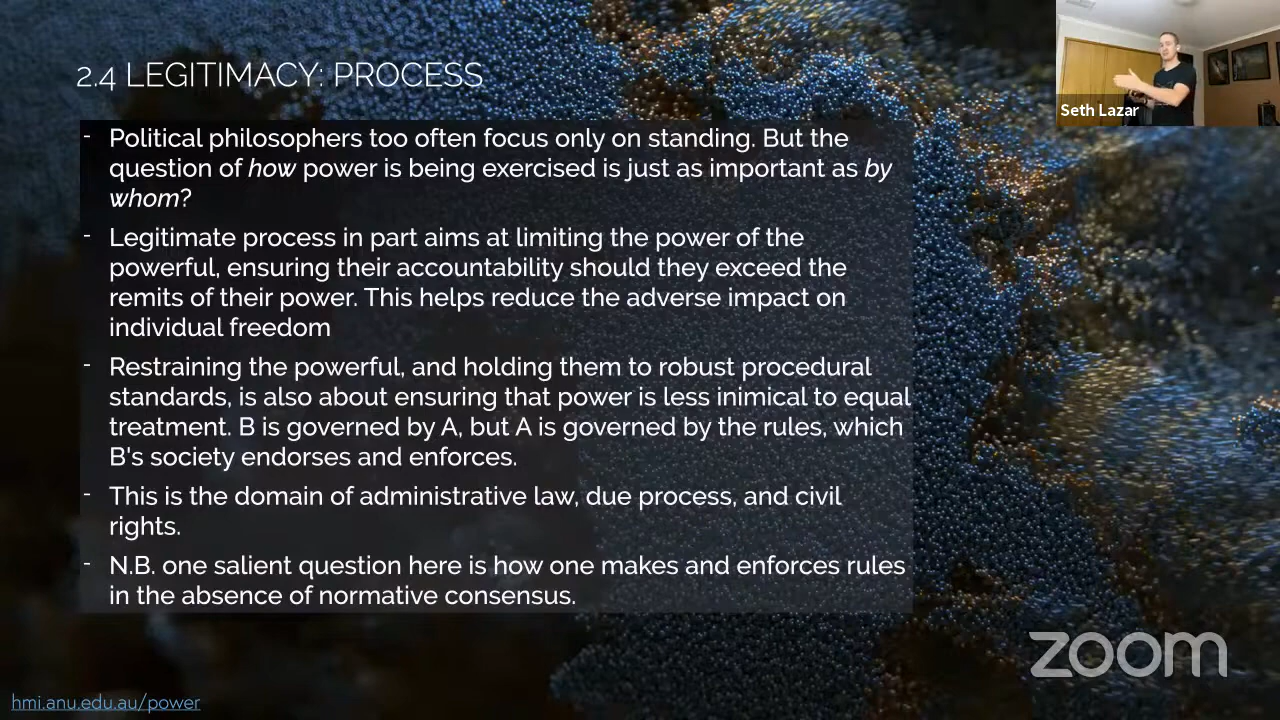 2.4 LEGITIMACY: PROCESS
Seth Lazar
- Political philosophers too often focus only on standing. But the
question of how power is being exercised is just as important as by
whom?
- Legitimate process in part aims at limiting the power of the
powerful, ensuring their accountability should they exceed the
remits of their power. This helps reduce the adverse impact on
individual freedom
- Restraining the powerful, and holding them to robust procedural
standards, is also about ensuring that power is less inimical to equal
treatment. B is governed by A, but A is governed by the rules, which
B's society endorses and enforces.
- This is the domain of administrative law, due process, and civil
rights.
- N.B. one salient question here is how one makes and enforces rules
in the absence of normative consensus.
zoom
hmi.anu.edu.au/power